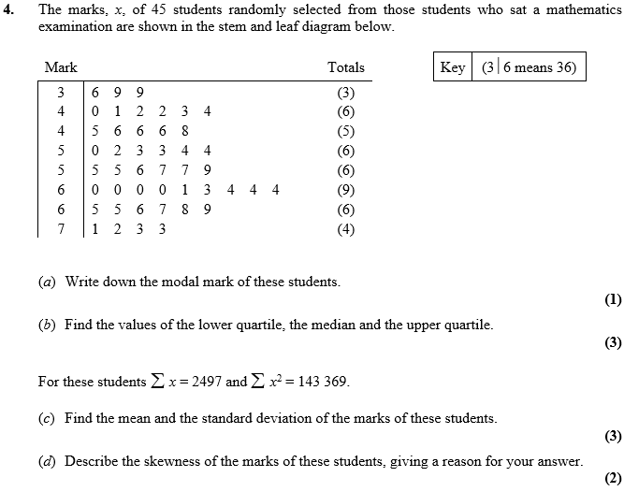 4. The marks, x, of 45 students randomly selected from those students who sat a mathematics
examination are shown in the stem and leaf diagram below.
Mark Totals Key (3 | 6 means 36)
3 | 6 9 9 (3)
4 | 0 1 2 2 3 4 (6)
4 | 5 6 6 6 8 (5)
5 | 0 2 3 3 4 4 (6)
5 | 5 5 6 7 7 9 (6)
6 | 0 0 0 0 1 3 4 4 4 (9)
6 | 5 5 6 7 8 9 (6)
7 | 1 2 3 3 (4)
(a) Write down the modal mark of these students.
(1)
(b) Find the values of the lower quartile, the median and the upper quartile.
(3)
For these students ∑ x = 2497 and ∑ x² = 143 369.
(c) Find the mean and the standard deviation of the marks of these students.
(3)
(d) Describe the skewness of the marks of these students, giving a reason for your answer.
(2)